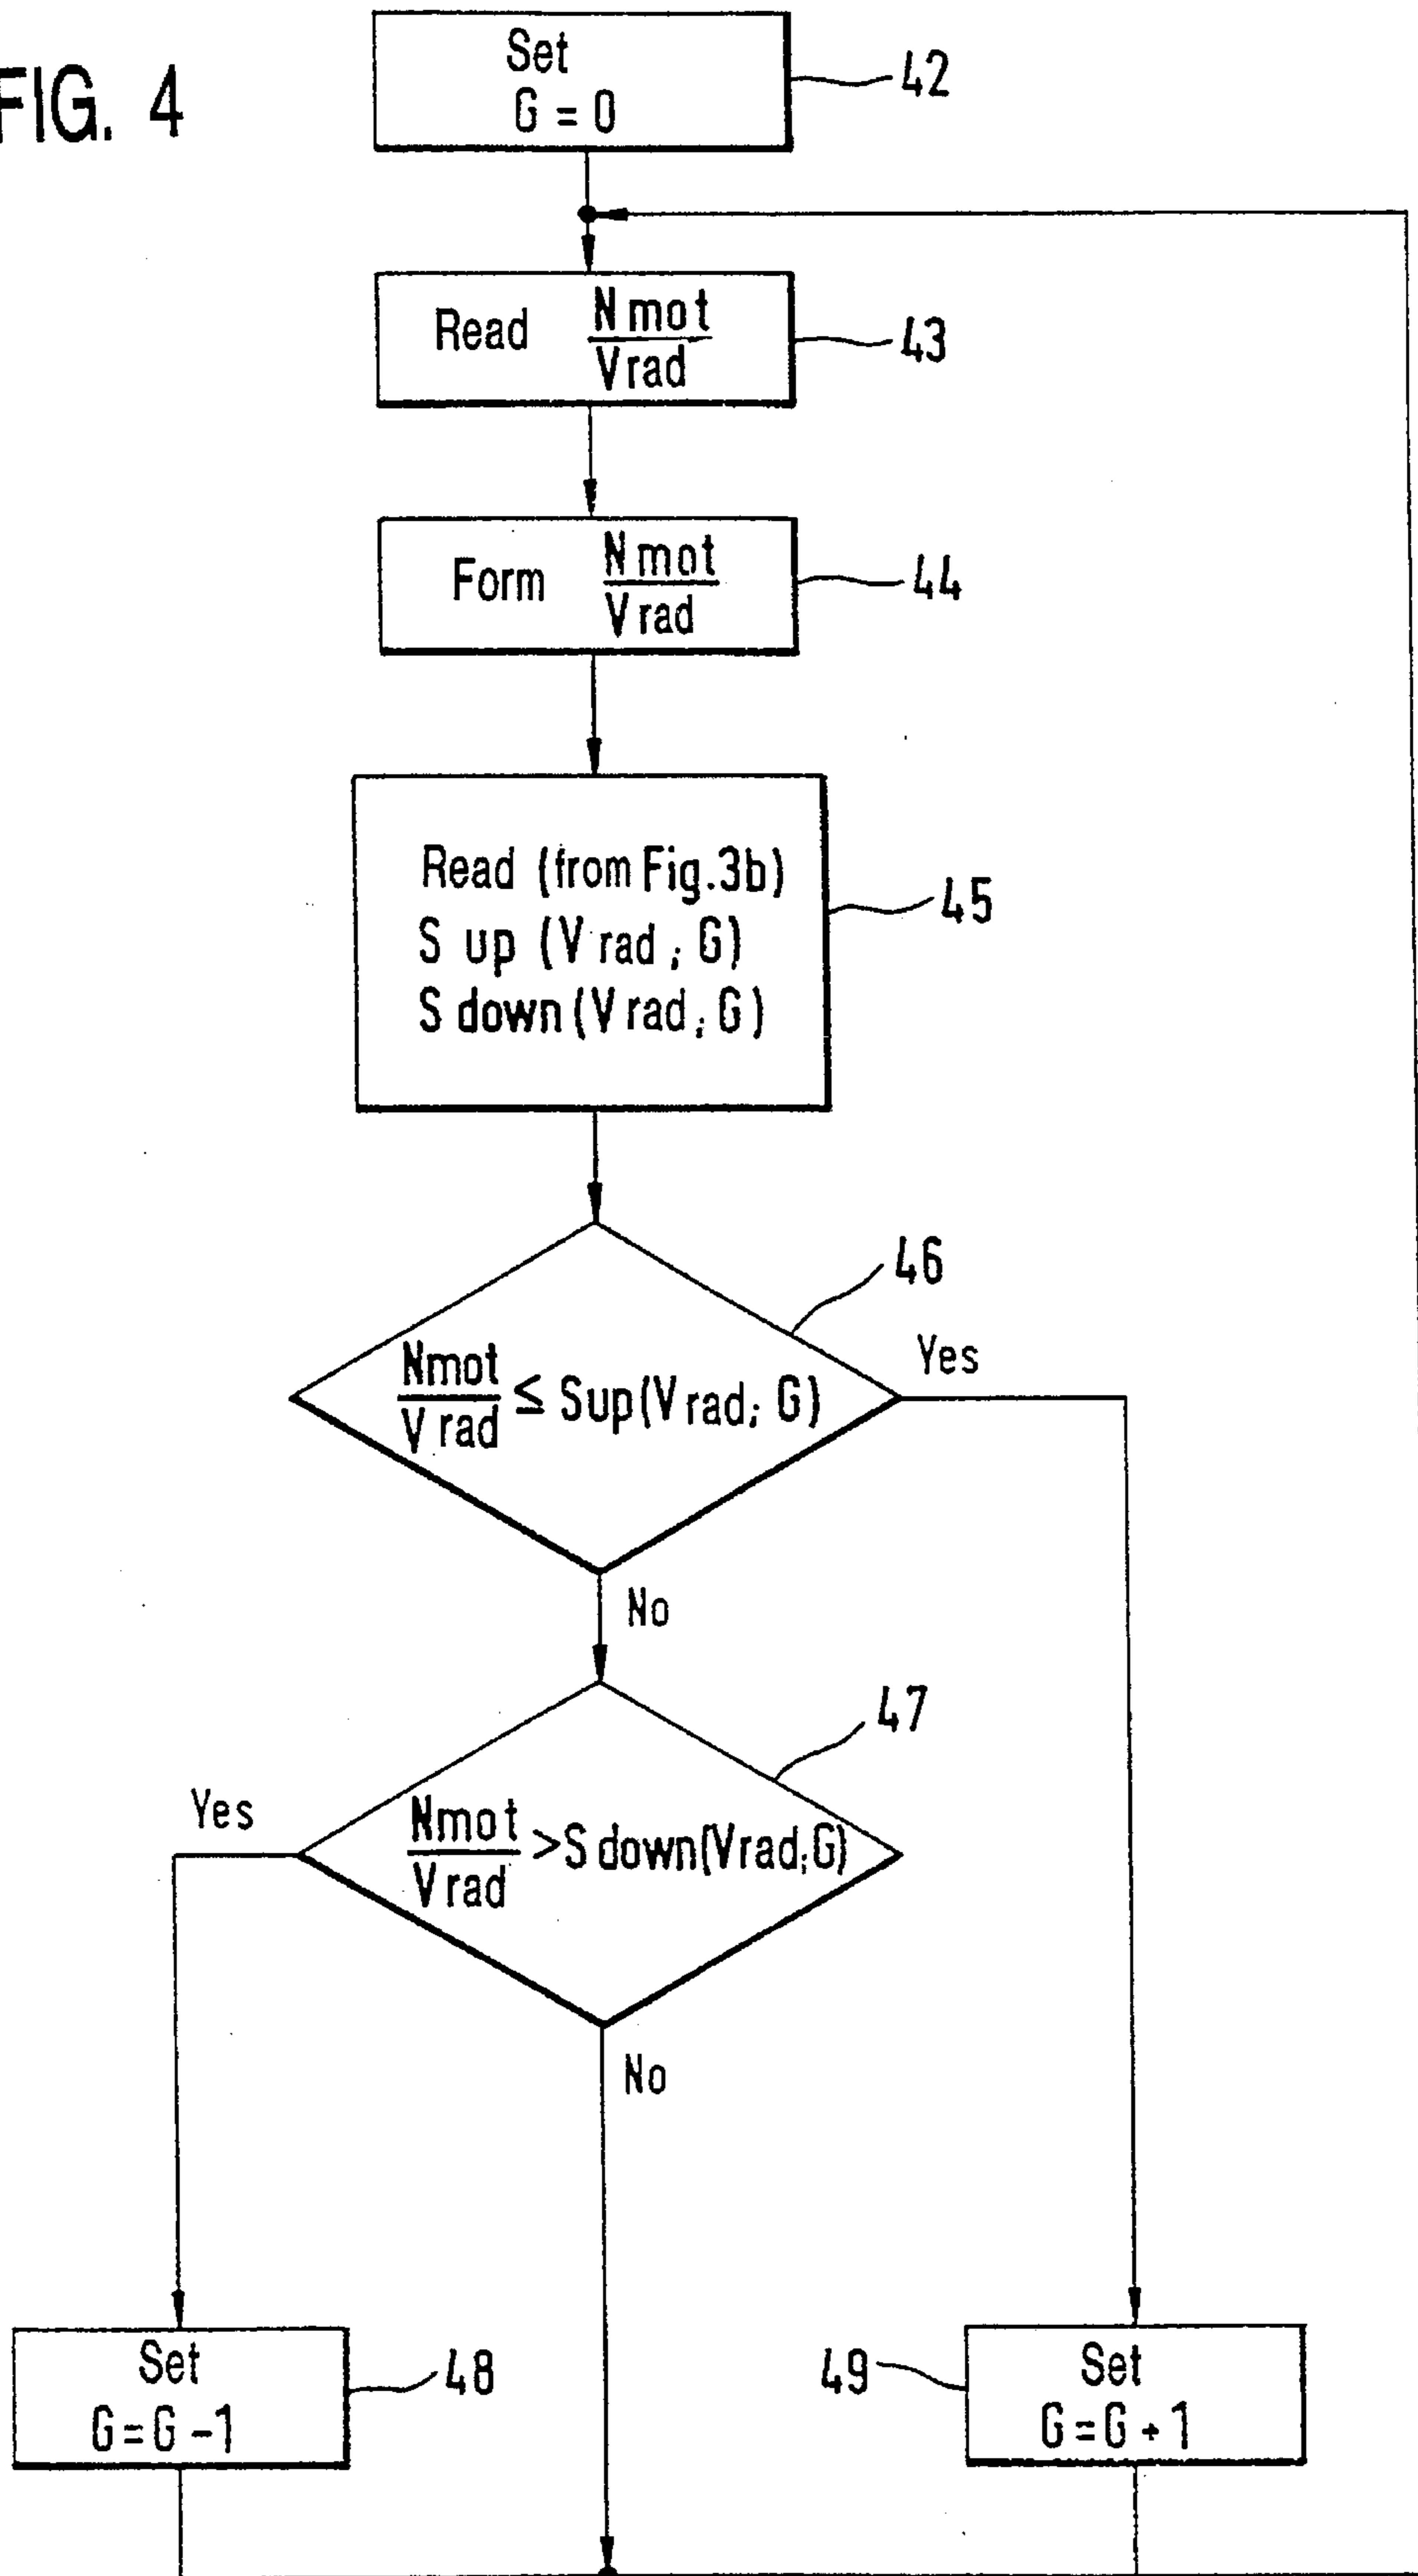 FIG. 4
Set
G = 0
42
Read Nmot
Vrad
43
Form Nmot
Vrad
44
Read (from Fig.3b)
S up (Vrad ; G)
S down (Vrad ; G)
45
46
Nmot
Vrad ≤ Sup(Vrad; G)
Yes
No
47
Yes
Nmot
Vrad > S down(Vrad;G)
No
Set
G = G - 1
48
49
Set
G = G + 1